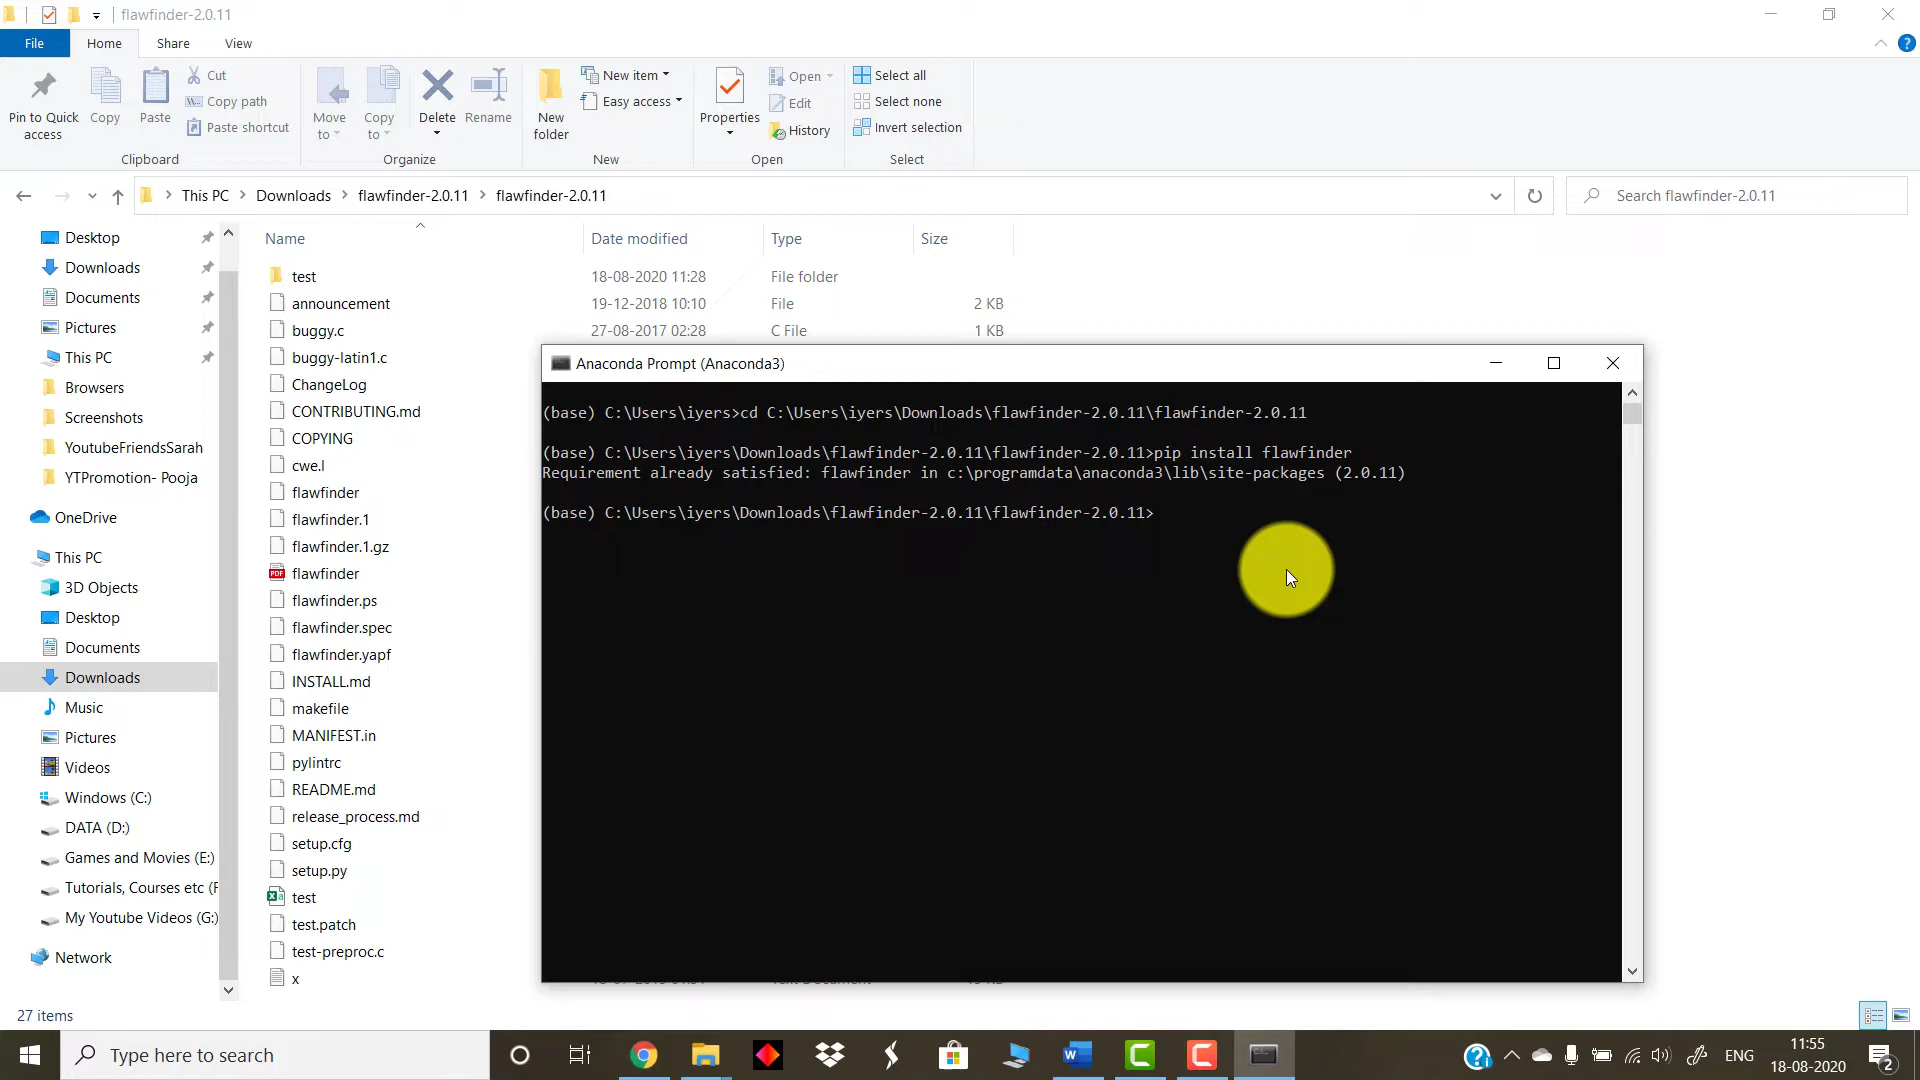 flawfinder-2.0.11
File
Home
Share
View
Pin to Quick access
Copy
Paste
Cut
Copy path
Paste shortcut
Clipboard
Move to
Copy to
Delete
Rename
Organize
New folder
New item
Easy access
New
Properties
Open
Edit
History
Open
Select all
Select none
Invert selection
Select
This PC > Downloads > flawfinder-2.0.11 > flawfinder-2.0.11
Search flawfinder-2.0.11
Desktop
Downloads
Documents
Pictures
This PC
Browsers
Screenshots
YoutubeFriendsSarah
YTPromotion- Pooja
OneDrive
This PC
3D Objects
Desktop
Documents
Downloads
Music
Pictures
Videos
Windows (C:)
DATA (D:)
Games and Movies (E:)
Tutorials, Courses etc (F
My Youtube Videos (G:)
Network
Name Date modified Type Size
test 18-08-2020 11:28 File folder
announcement 19-12-2018 10:10 File 2 KB
buggy.c 27-08-2017 02:28 C File 1 KB
buggy-latin1.c
ChangeLog
CONTRIBUTING.md
COPYING
cwe.l
flawfinder
flawfinder.1
flawfinder.1.gz
flawfinder
flawfinder.ps
flawfinder.spec
flawfinder.yapf
INSTALL.md
makefile
MANIFEST.in
pylintrc
README.md
release_process.md
setup.cfg
setup.py
test
test.patch
test-preproc.c
x
Anaconda Prompt (Anaconda3)
(base) C:\Users\iyers>cd C:\Users\iyers\Downloads\flawfinder-2.0.11\flawfinder-2.0.11
(base) C:\Users\iyers\Downloads\flawfinder-2.0.11\flawfinder-2.0.11>pip install flawfinder
Requirement already satisfied: flawfinder in c:\programdata\anaconda3\lib\site-packages (2.0.11)
(base) C:\Users\iyers\Downloads\flawfinder-2.0.11\flawfinder-2.0.11>
27 items
Type here to search
ENG
11:55
18-08-2020
2